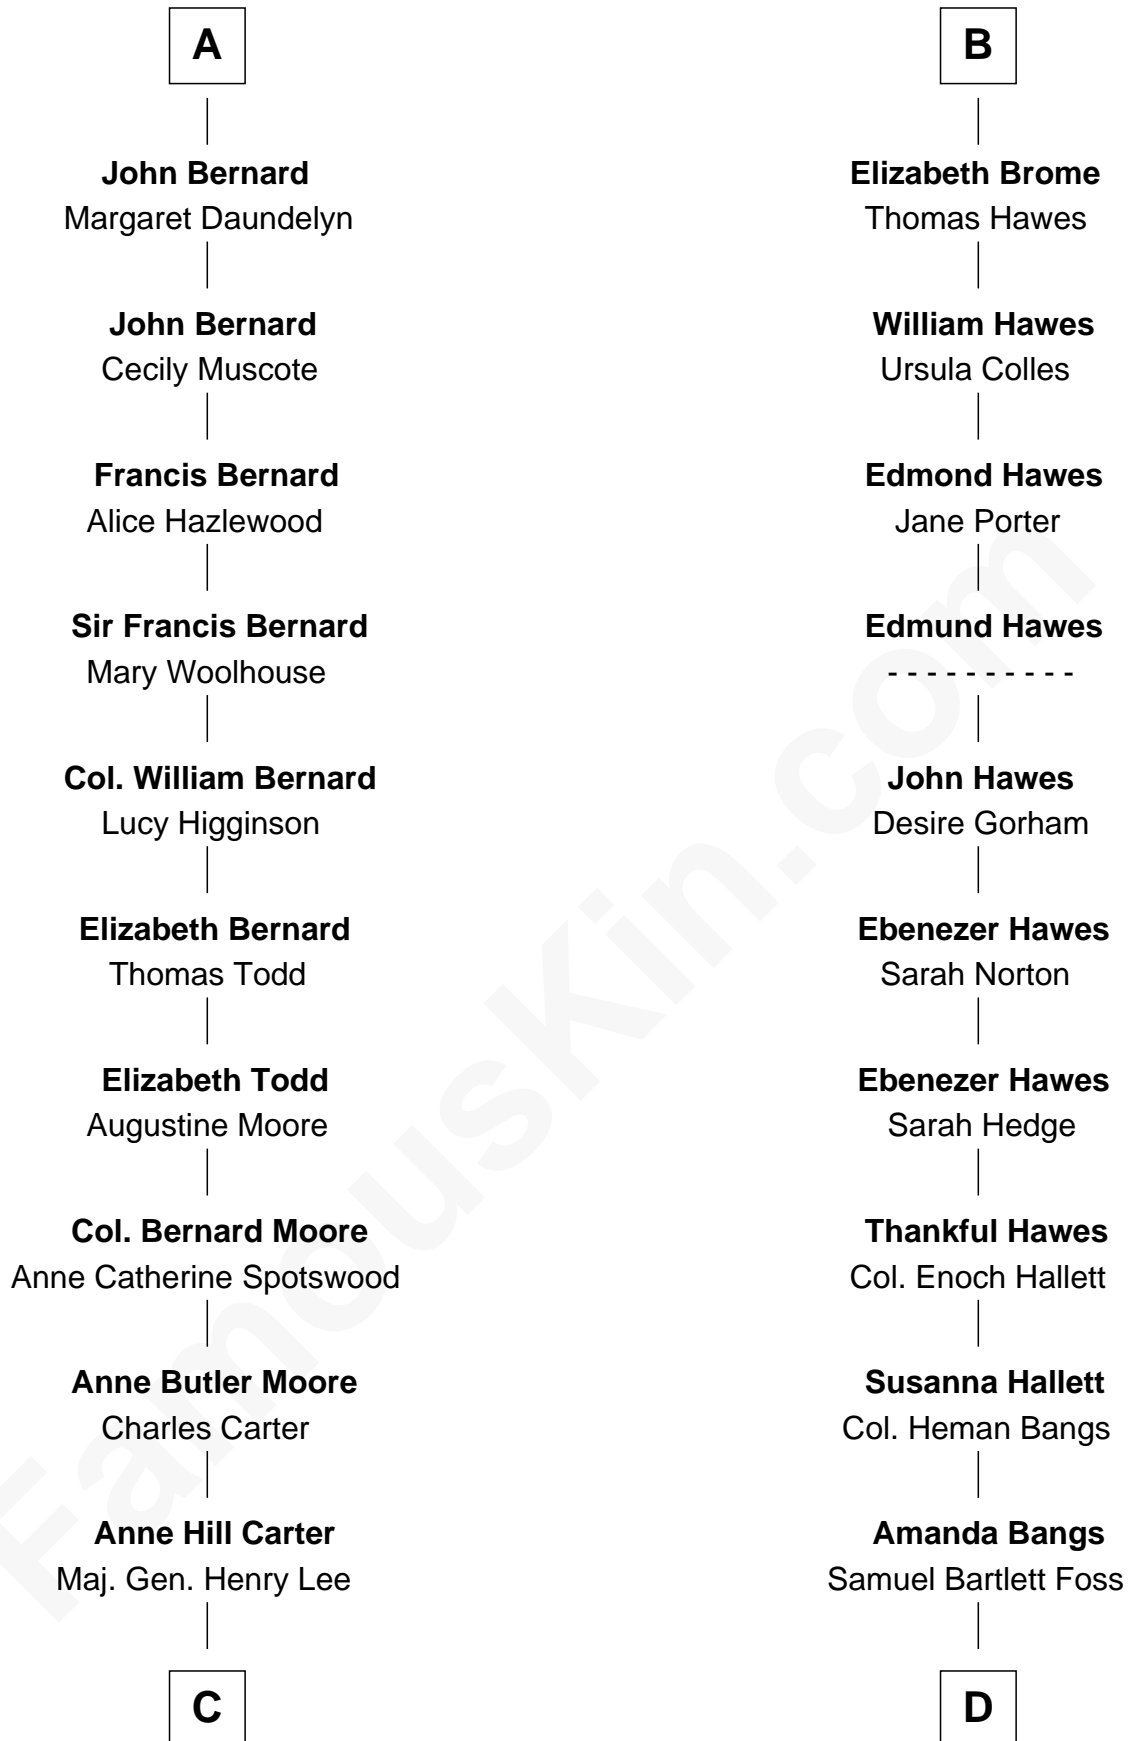 A
John Bernard
Margaret Daundelyn
John Bernard
Cecily Muscote
Francis Bernard
Alice Hazlewood
Sir Francis Bernard
Mary Woolhouse
Col. William Bernard
Lucy Higginson
Elizabeth Bernard
Thomas Todd
Elizabeth Todd
Augustine Moore
Col. Bernard Moore
Anne Catherine Spotswood
Anne Butler Moore
Charles Carter
Anne Hill Carter
Maj. Gen. Henry Lee
C
B
Elizabeth Brome
Thomas Hawes
William Hawes
Ursula Colles
Edmond Hawes
Jane Porter
Edmund Hawes
- - - - - - - - - -
John Hawes
Desire Gorham
Ebenezer Hawes
Sarah Norton
Ebenezer Hawes
Sarah Hedge
Thankful Hawes
Col. Enoch Hallett
Susanna Hallett
Col. Heman Bangs
Amanda Bangs
Samuel Bartlett Foss
D
FamousKin.com